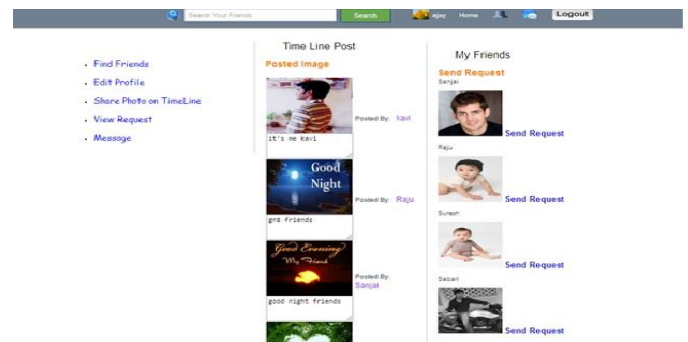 Search Your Friends Search ajay Home Logout
Find Friends
Edit Profile
Share Photo on TimeLine
View Request
Message
Time Line Post
Posted Image
Posted By: kavi
it's me kavi
Good
Night
Posted By: Raju
gn8 friends
Good Evening
My Friend
Posted By:
Sanjai
good night friends
My Friends
Send Request
Sanjai
Send Request
Raju
Send Request
Suresh
Send Request
Sabari
Send Request